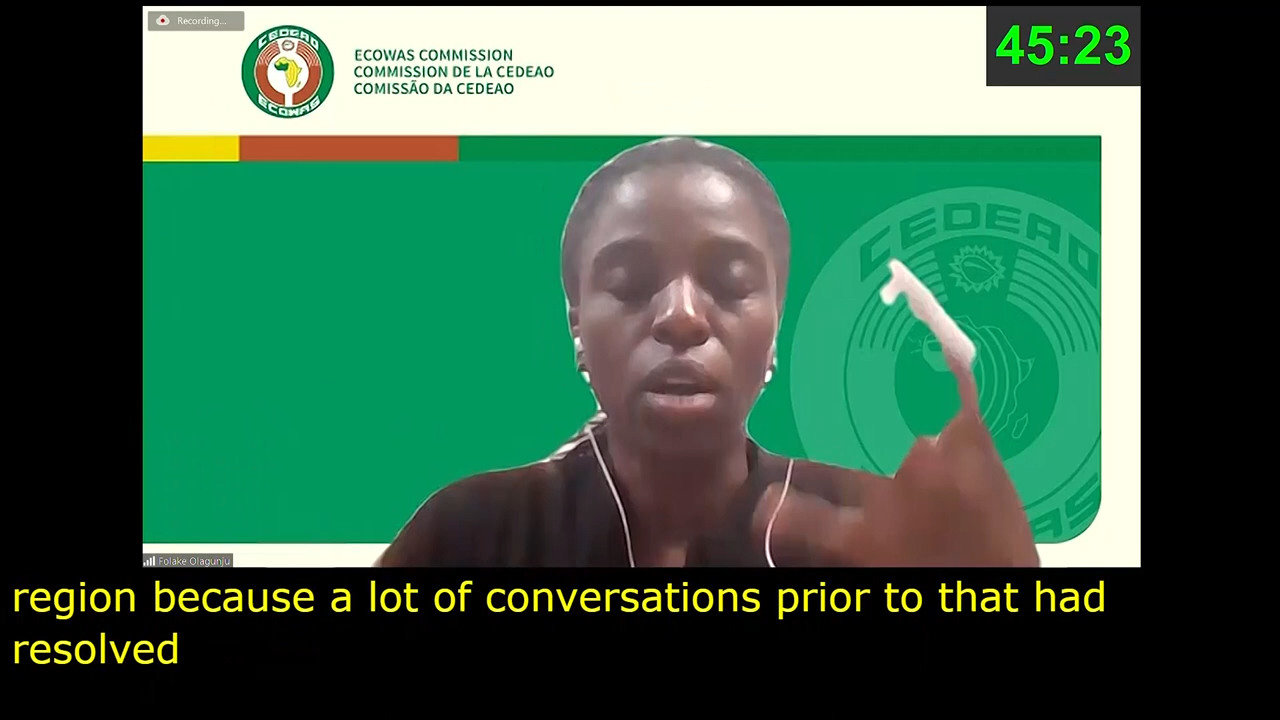 Recording...
45:23
CEDEAO
ECOWAS
ECOWAS COMMISSION
COMMISSION DE LA CEDEAO
COMISSÃO DA CEDEAO
CEDEAO
AS
Folake Olagunju
region because a lot of conversations prior to that had
resolved